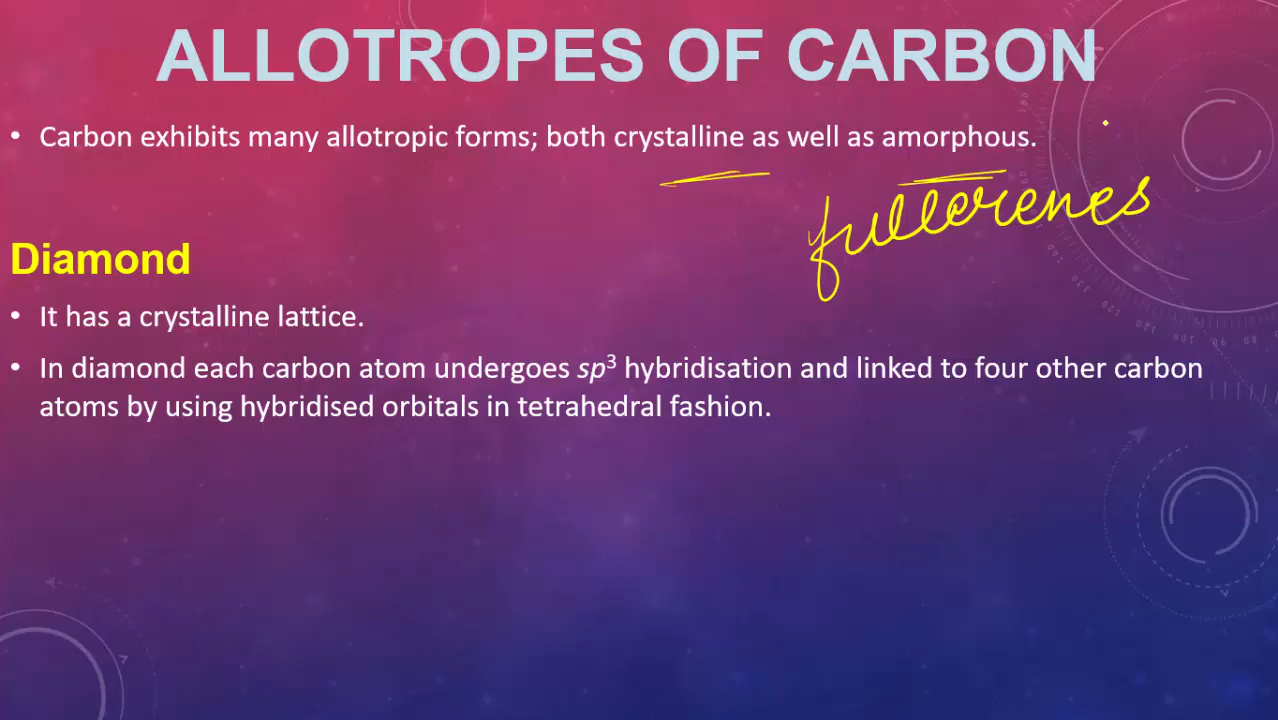 ALLOTROPES OF CARBON
• Carbon exhibits many allotropic forms; both crystalline as well as amorphous.
fullerenes
Diamond
• It has a crystalline lattice.
• In diamond each carbon atom undergoes sp³ hybridisation and linked to four other carbon
atoms by using hybridised orbitals in tetrahedral fashion.